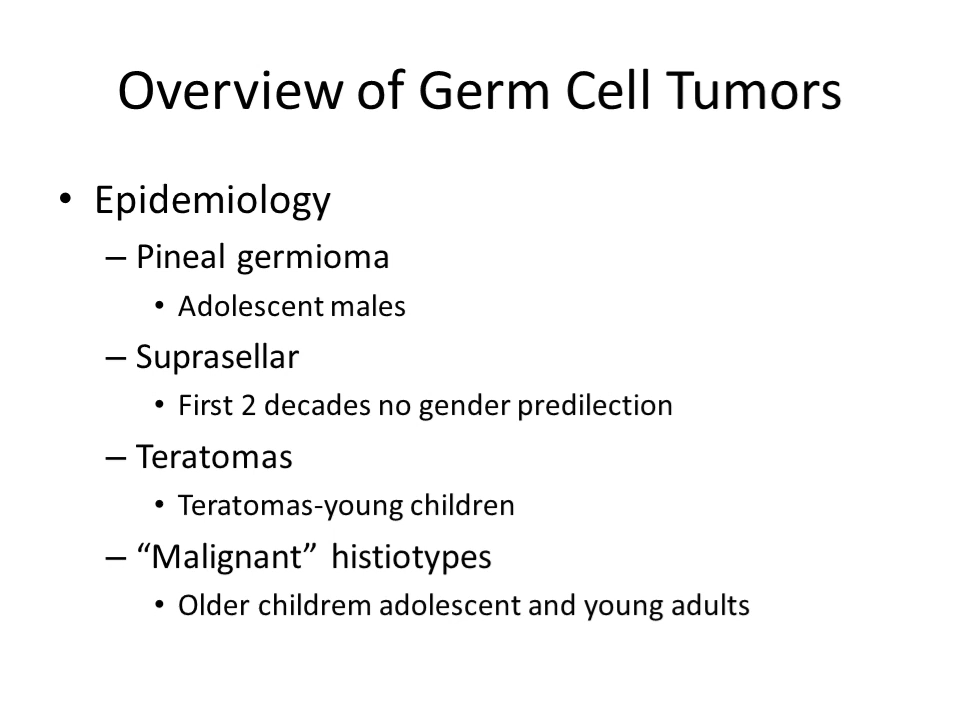 Overview of Germ Cell Tumors
• Epidemiology
– Pineal germioma
• Adolescent males
– Suprasellar
• First 2 decades no gender predilection
– Teratomas
• Teratomas-young children
– “Malignant” histiotypes
• Older childrem adolescent and young adults